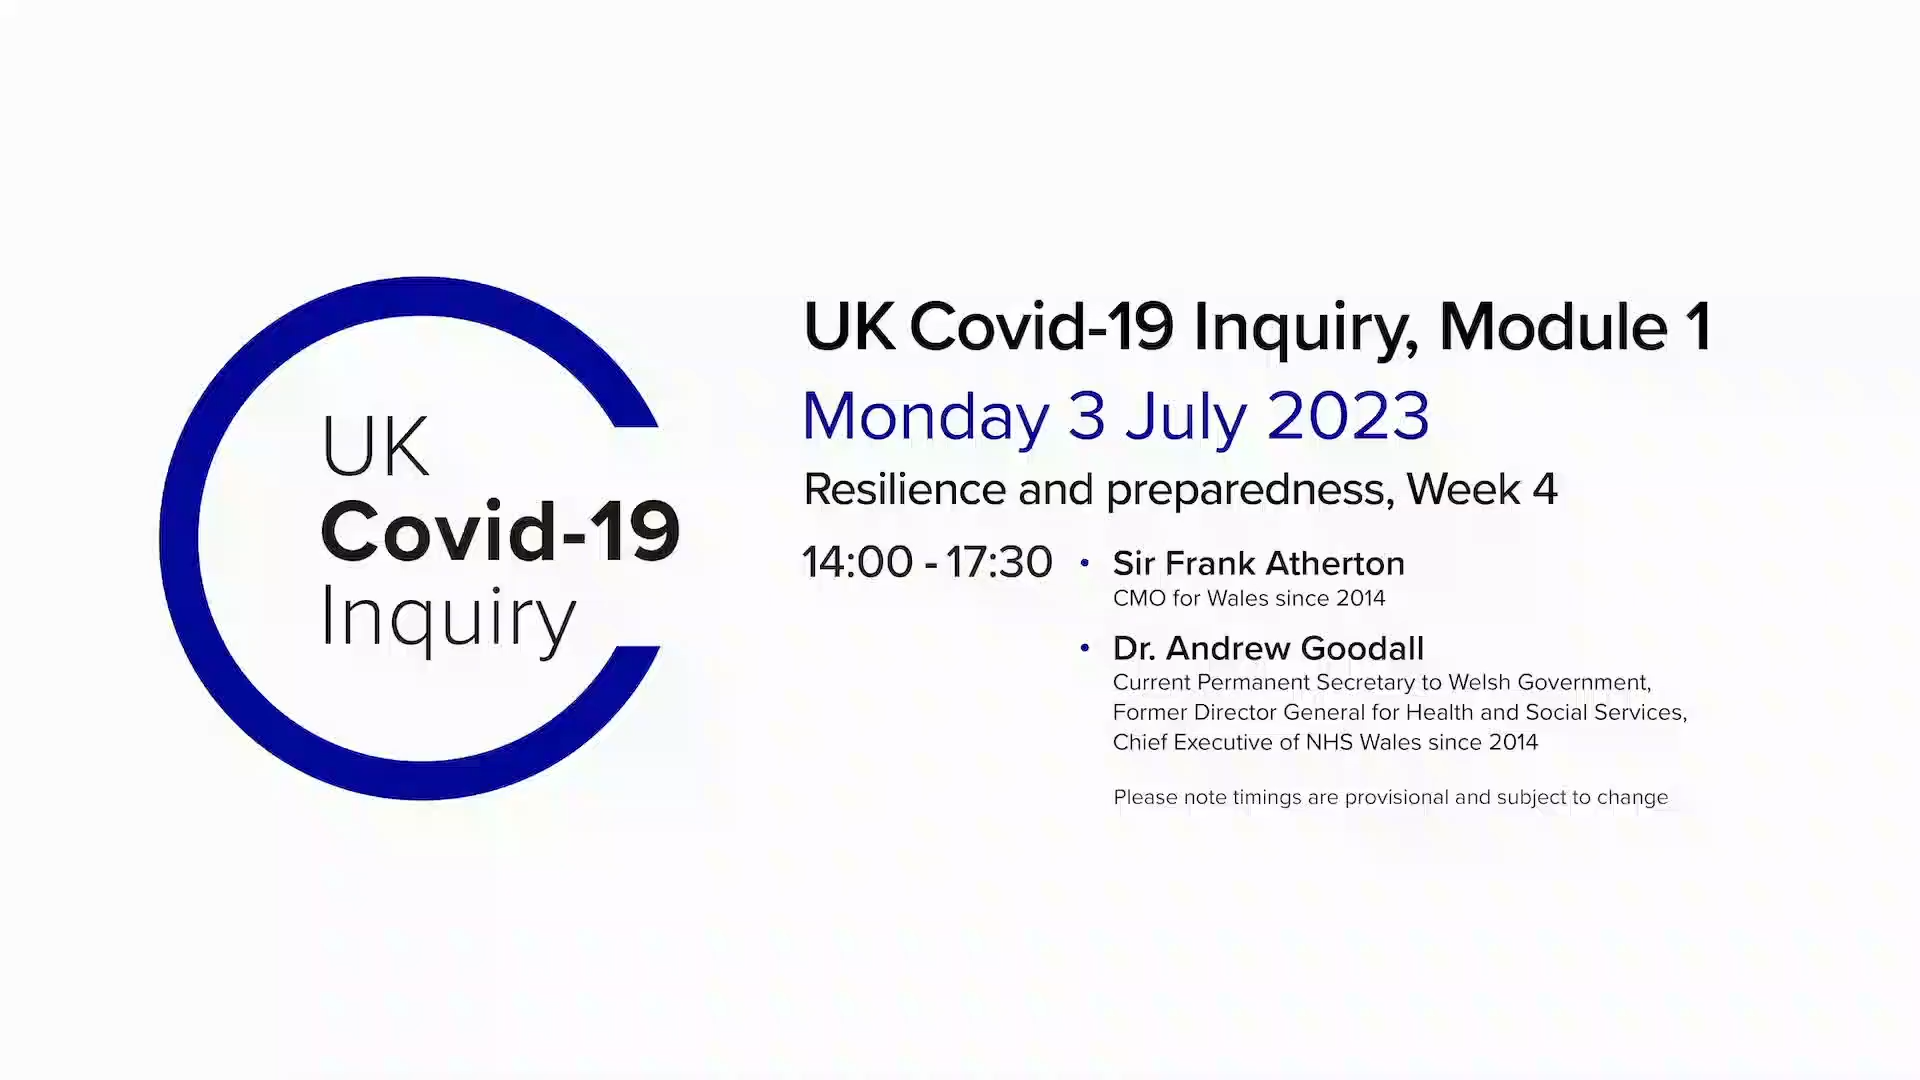 UK
Covid-19
Inquiry
UK Covid-19 Inquiry, Module 1
Monday 3 July 2023
Resilience and preparedness, Week 4
14:00 - 17:30 • Sir Frank Atherton
CMO for Wales since 2014
• Dr. Andrew Goodall
Current Permanent Secretary to Welsh Government,
Former Director General for Health and Social Services,
Chief Executive of NHS Wales since 2014
Please note timings are provisional and subject to change